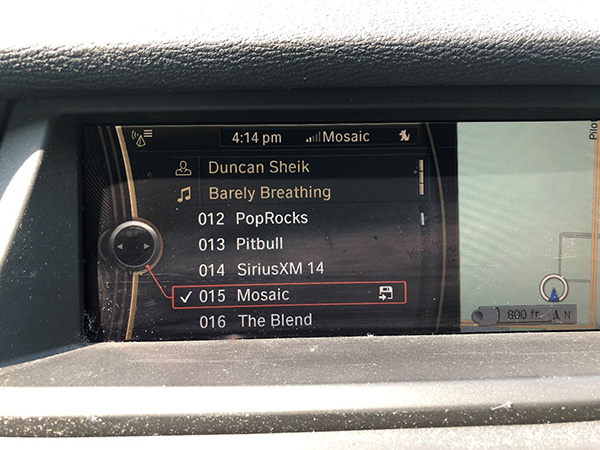 4:14 pm Mosaic
Duncan Sheik
Barely Breathing
012 PopRocks
013 Pitbull
014 SiriusXM 14
✓ 015 Mosaic
016 The Blend
Pilo
800 ft N